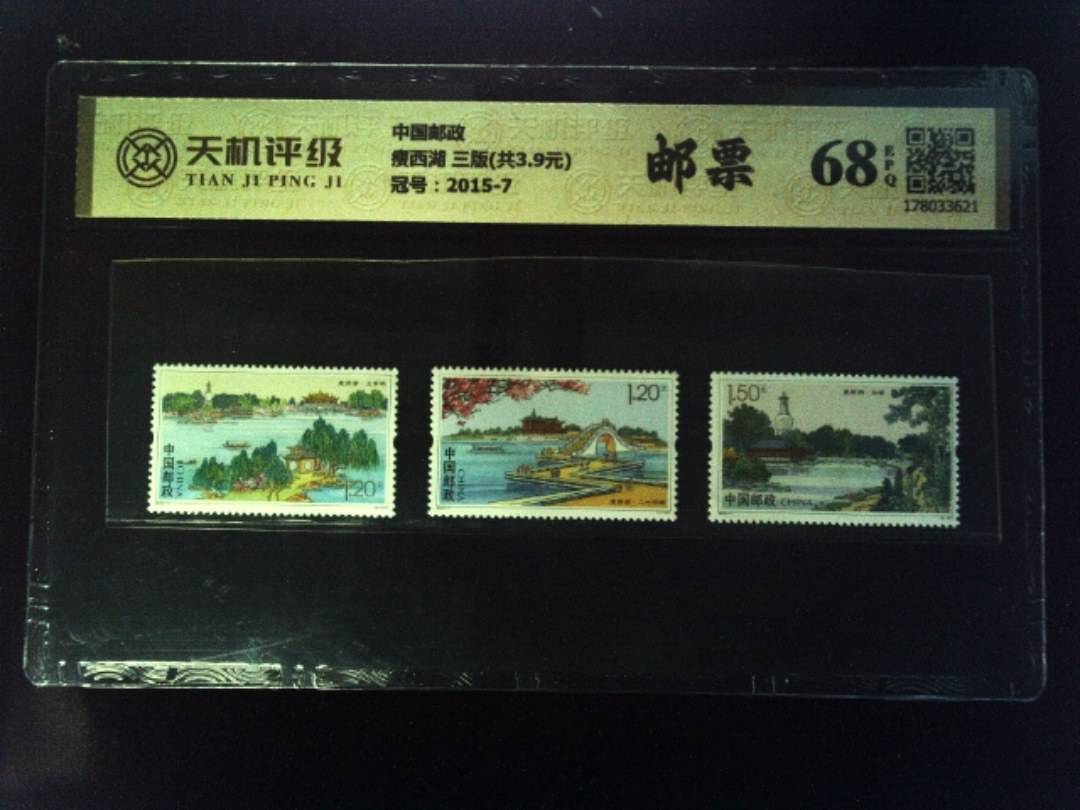 天机评级
TIAN JI PING JI
中国邮政
瘦西湖 三版(共3.9元)
冠号：2015-7
邮票
68
EPQ
178033621
中国邮政
CHINA
1.20元
1.20元
中国邮政
CHINA
1.50元
中国邮政 CHINA